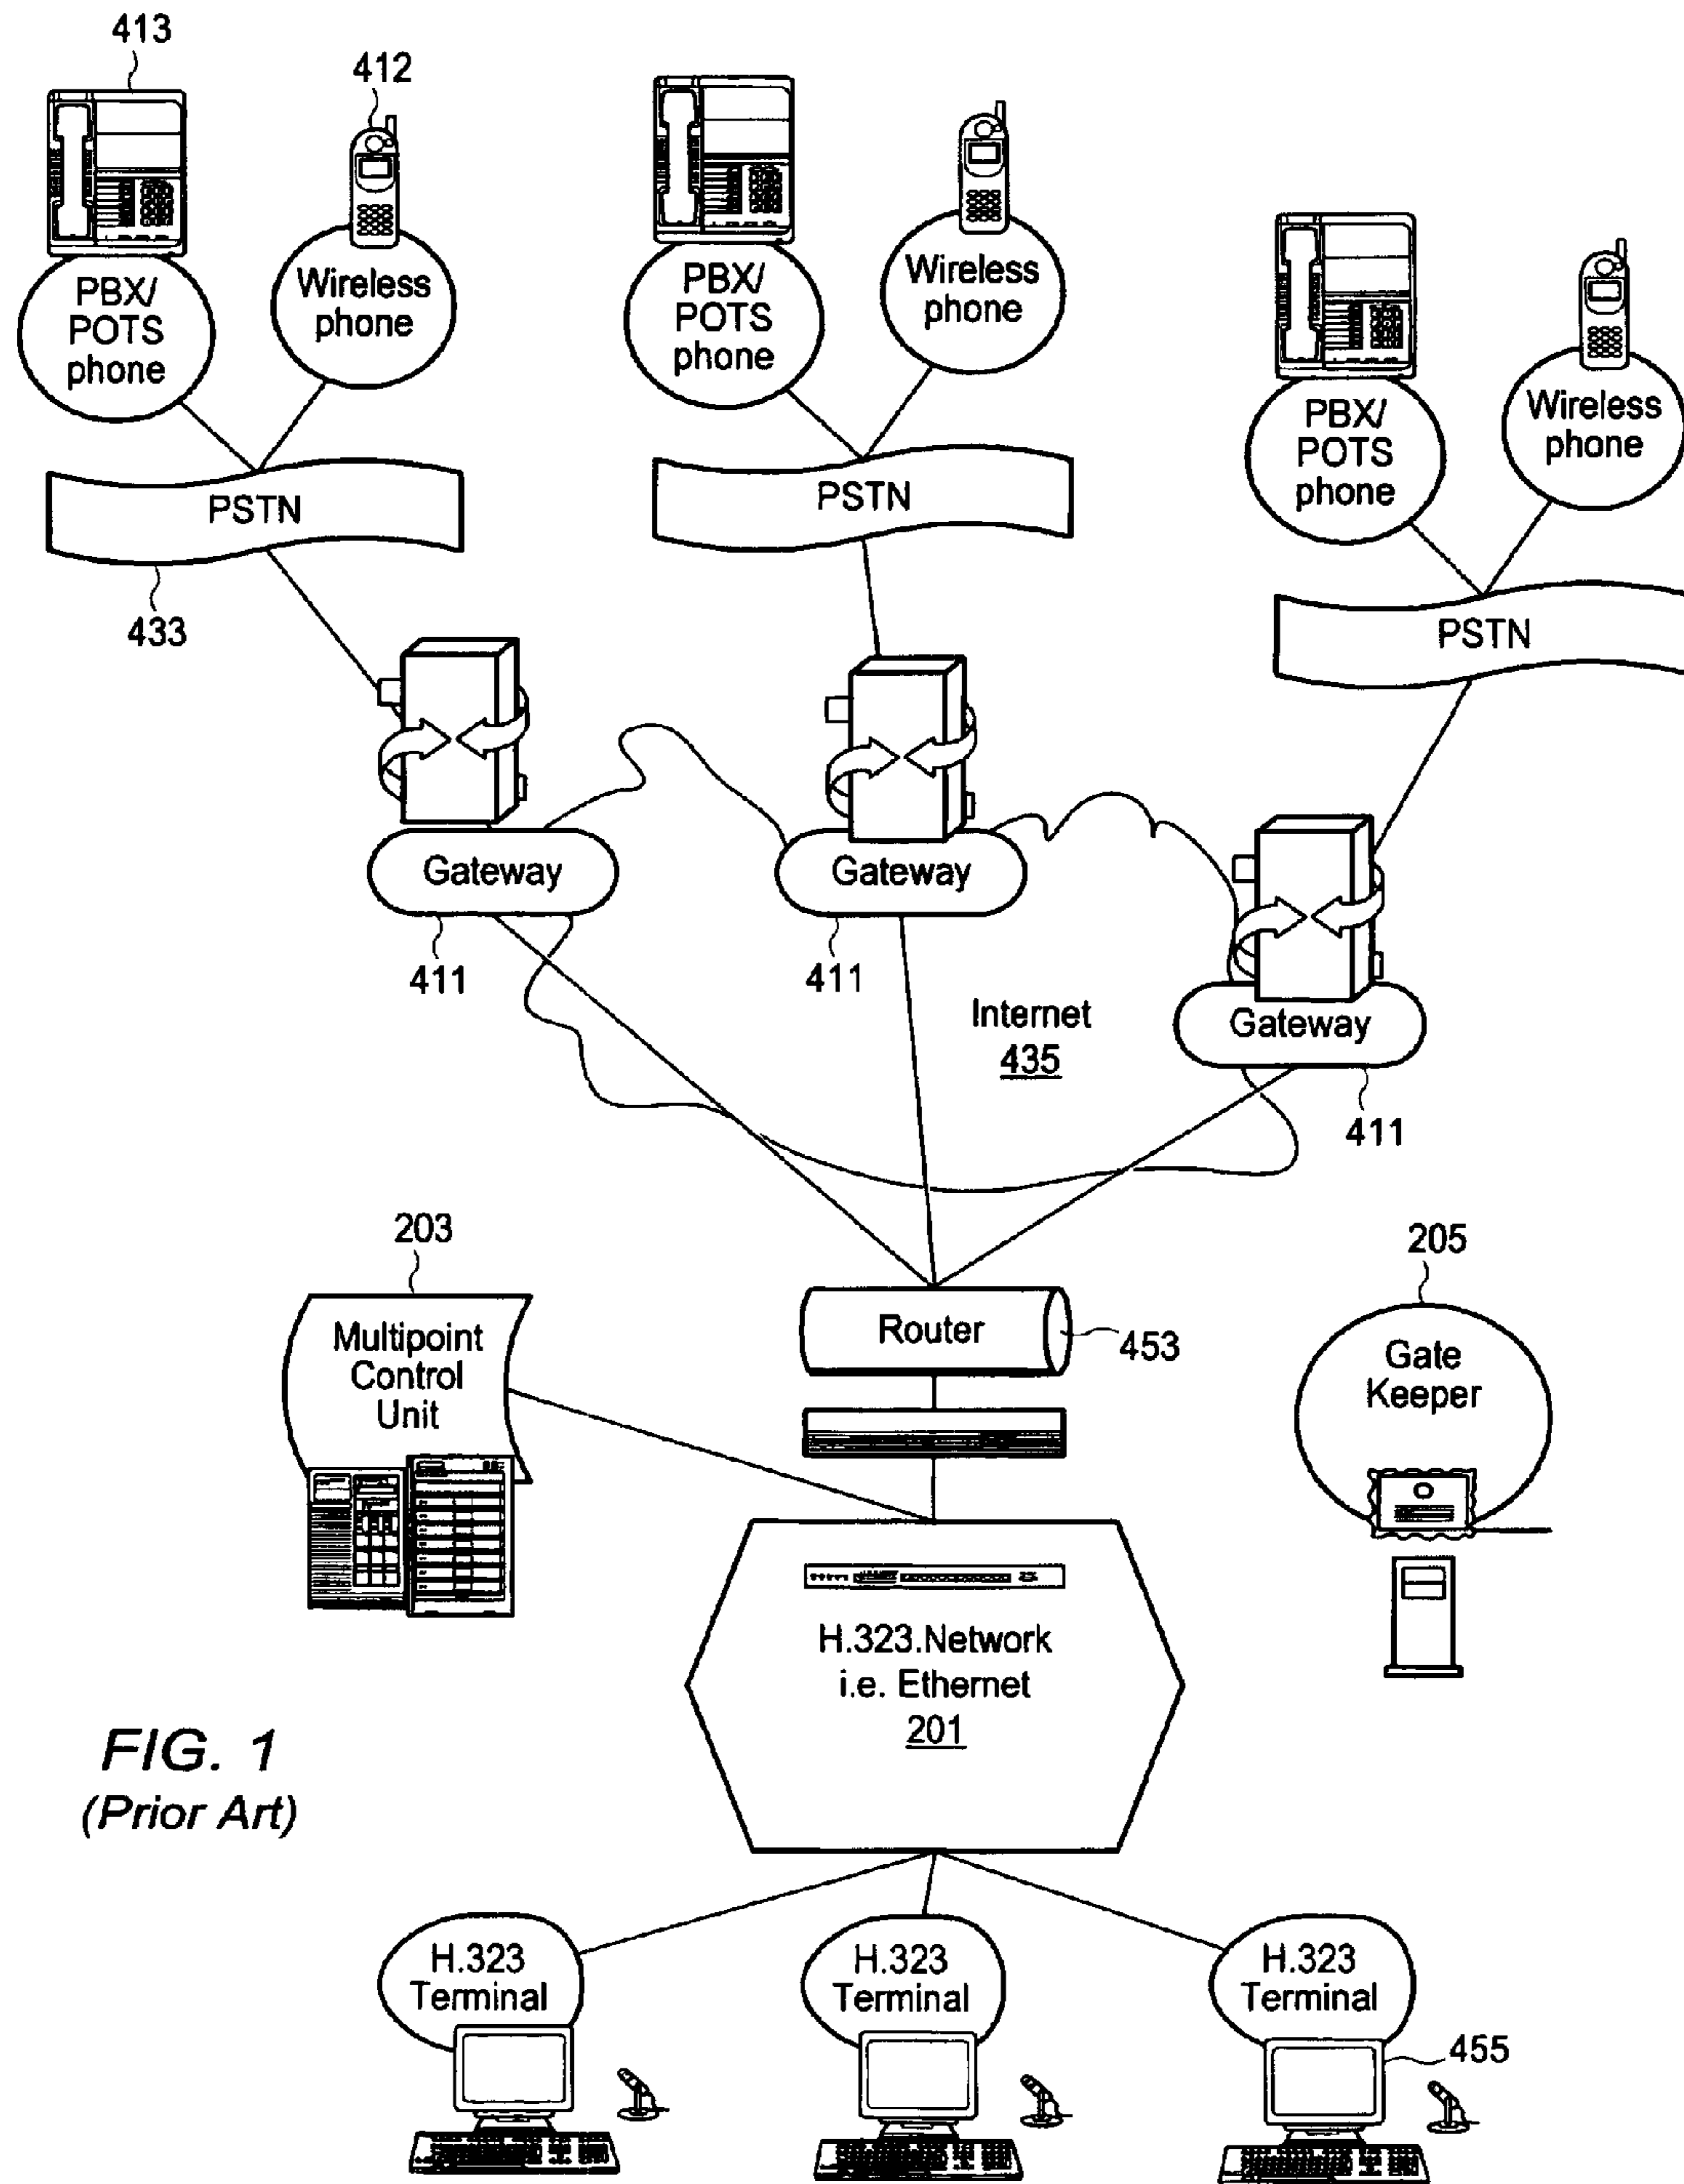 413
412
PBX/
POTS
phone
Wireless
phone
PBX/
POTS
phone
Wireless
phone
PBX/
POTS
phone
Wireless
phone
PSTN
433
PSTN
PSTN
Gateway
411
Gateway
411
Gateway
411
Internet
435
203
Multipoint
Control
Unit
Router
453
205
Gate
Keeper
H.323.Network
i.e. Ethernet
201
FIG. 1
(Prior Art)
H.323
Terminal
H.323
Terminal
H.323
Terminal
455